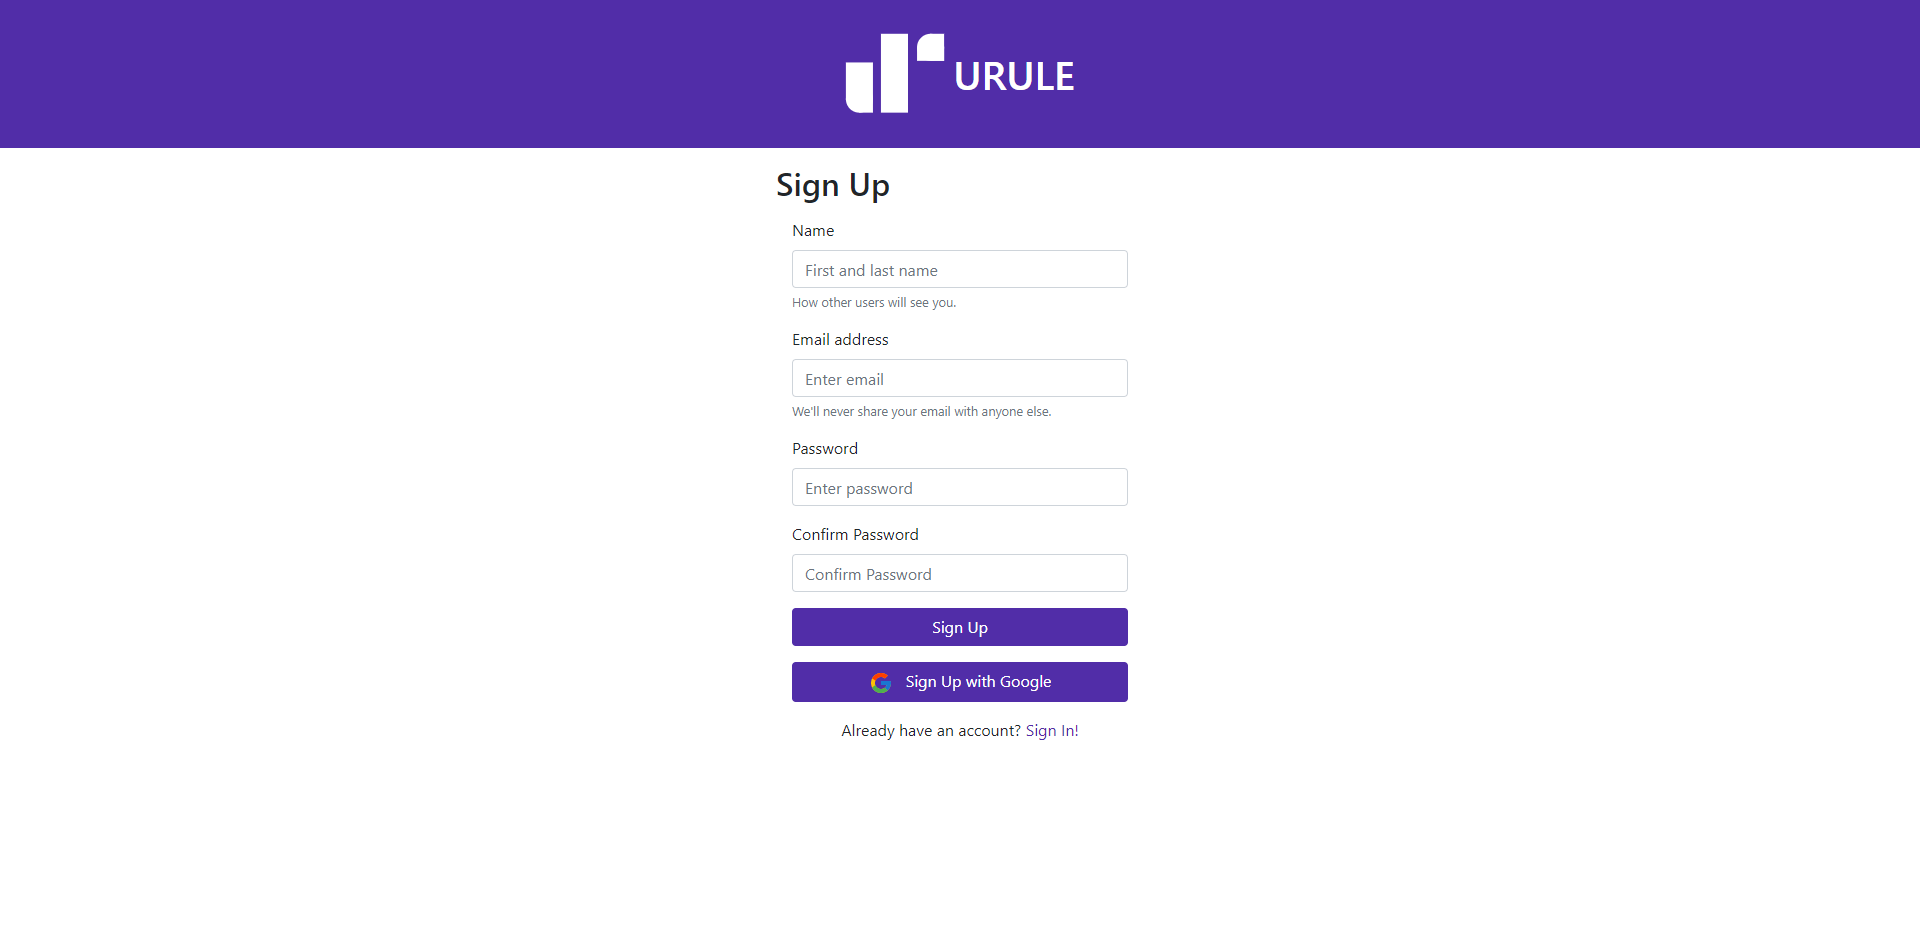 URULE
Sign Up
Name
First and last name
How other users will see you.
Email address
Enter email
We'll never share your email with anyone else.
Password
Enter password
Confirm Password
Confirm Password
Sign Up
Sign Up with Google
Already have an account? Sign In!